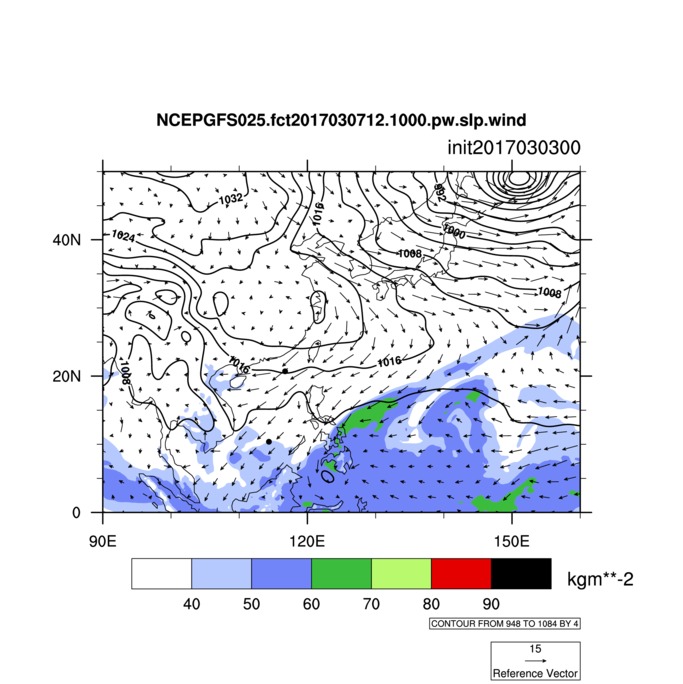 NCEPGFS025.fct2017030712.1000.pw.slp.wind
init2017030300
40N
20N
0
90E 120E 150E
1032
1016
992
1024
1000
1008
1008
1008
1016
1016
40 50 60 70 80 90
kgm**-2
CONTOUR FROM 948 TO 1084 BY 4
15
Reference Vector